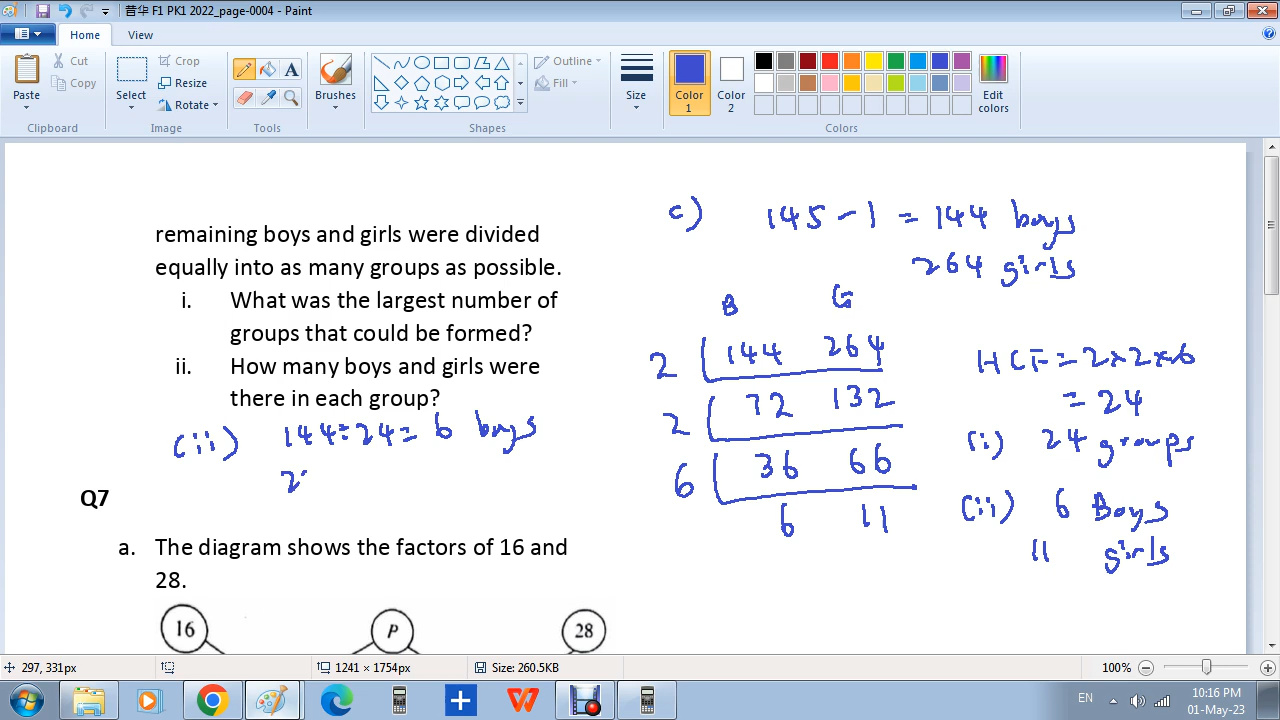 昔华 F1 PK1 2022_page-0004 - Paint
Home View
Paste
Cut
Copy
Clipboard
Select
Crop
Resize
Rotate
Image
A
Tools
Brushes
Shapes
Outline
Fill
Size
Color 1
Color 2
Edit colors
Colors
remaining boys and girls were divided
equally into as many groups as possible.
i. What was the largest number of
groups that could be formed?
ii. How many boys and girls were
there in each group?
(ii) 144÷24= 6 boys
2
Q7
a. The diagram shows the factors of 16 and
28.
16 P 28
c) 145 - 1 = 144 boys
264 girls
B G
2 144 264
2 72 132
6 36 66
6 11
HCF = 2×2×6
= 24
(i) 24 groups
(ii) 6 Boys
11 girls
297, 331px
1241 × 1754px
Size: 260.5KB
100%
W
EN
10:16 PM
01-May-23